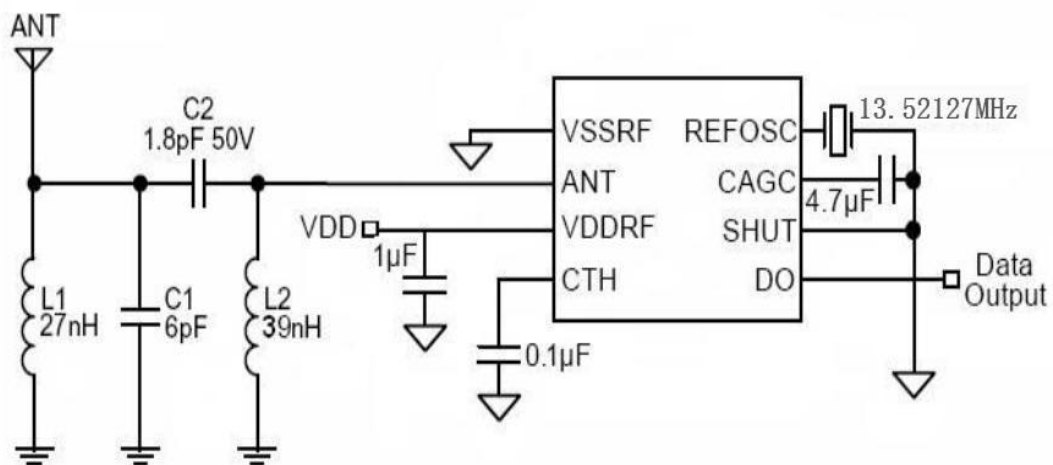 ANT
C2
1.8pF 50V
L1
27nH
C1
6pF
L2
39nH
VDD
1µF
0.1µF
VSSRF
ANT
VDDRF
CTH
REFOSC
CAGC
SHUT
DO
13.52127MHz
4.7µF
Data
Output